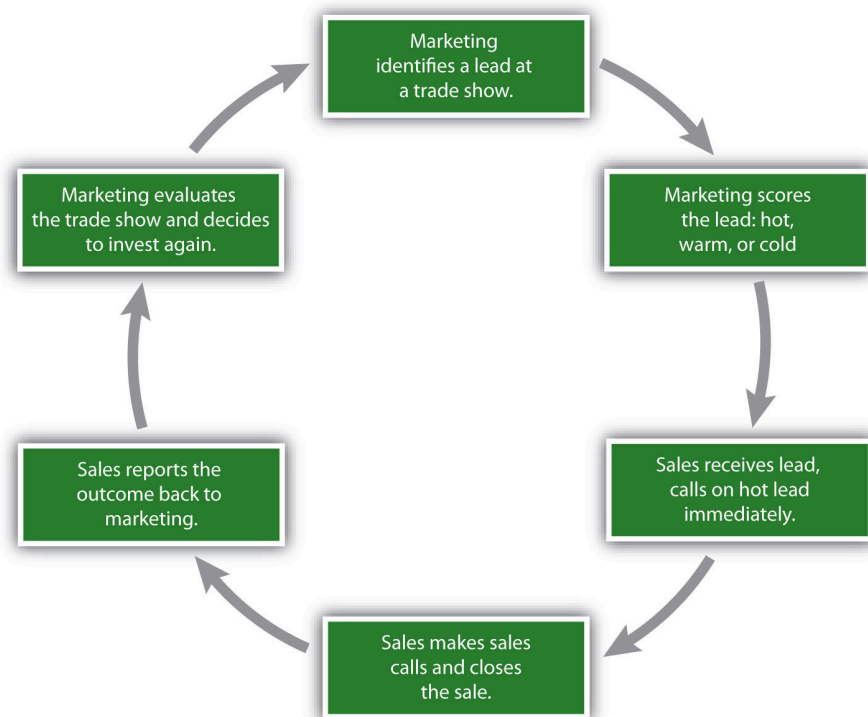 Marketing
identifies a lead at
a trade show.
Marketing scores
the lead: hot,
warm, or cold
Sales receives lead,
calls on hot lead
immediately.
Sales makes sales
calls and closes
the sale.
Sales reports the
outcome back to
marketing.
Marketing evaluates
the trade show and decides
to invest again.